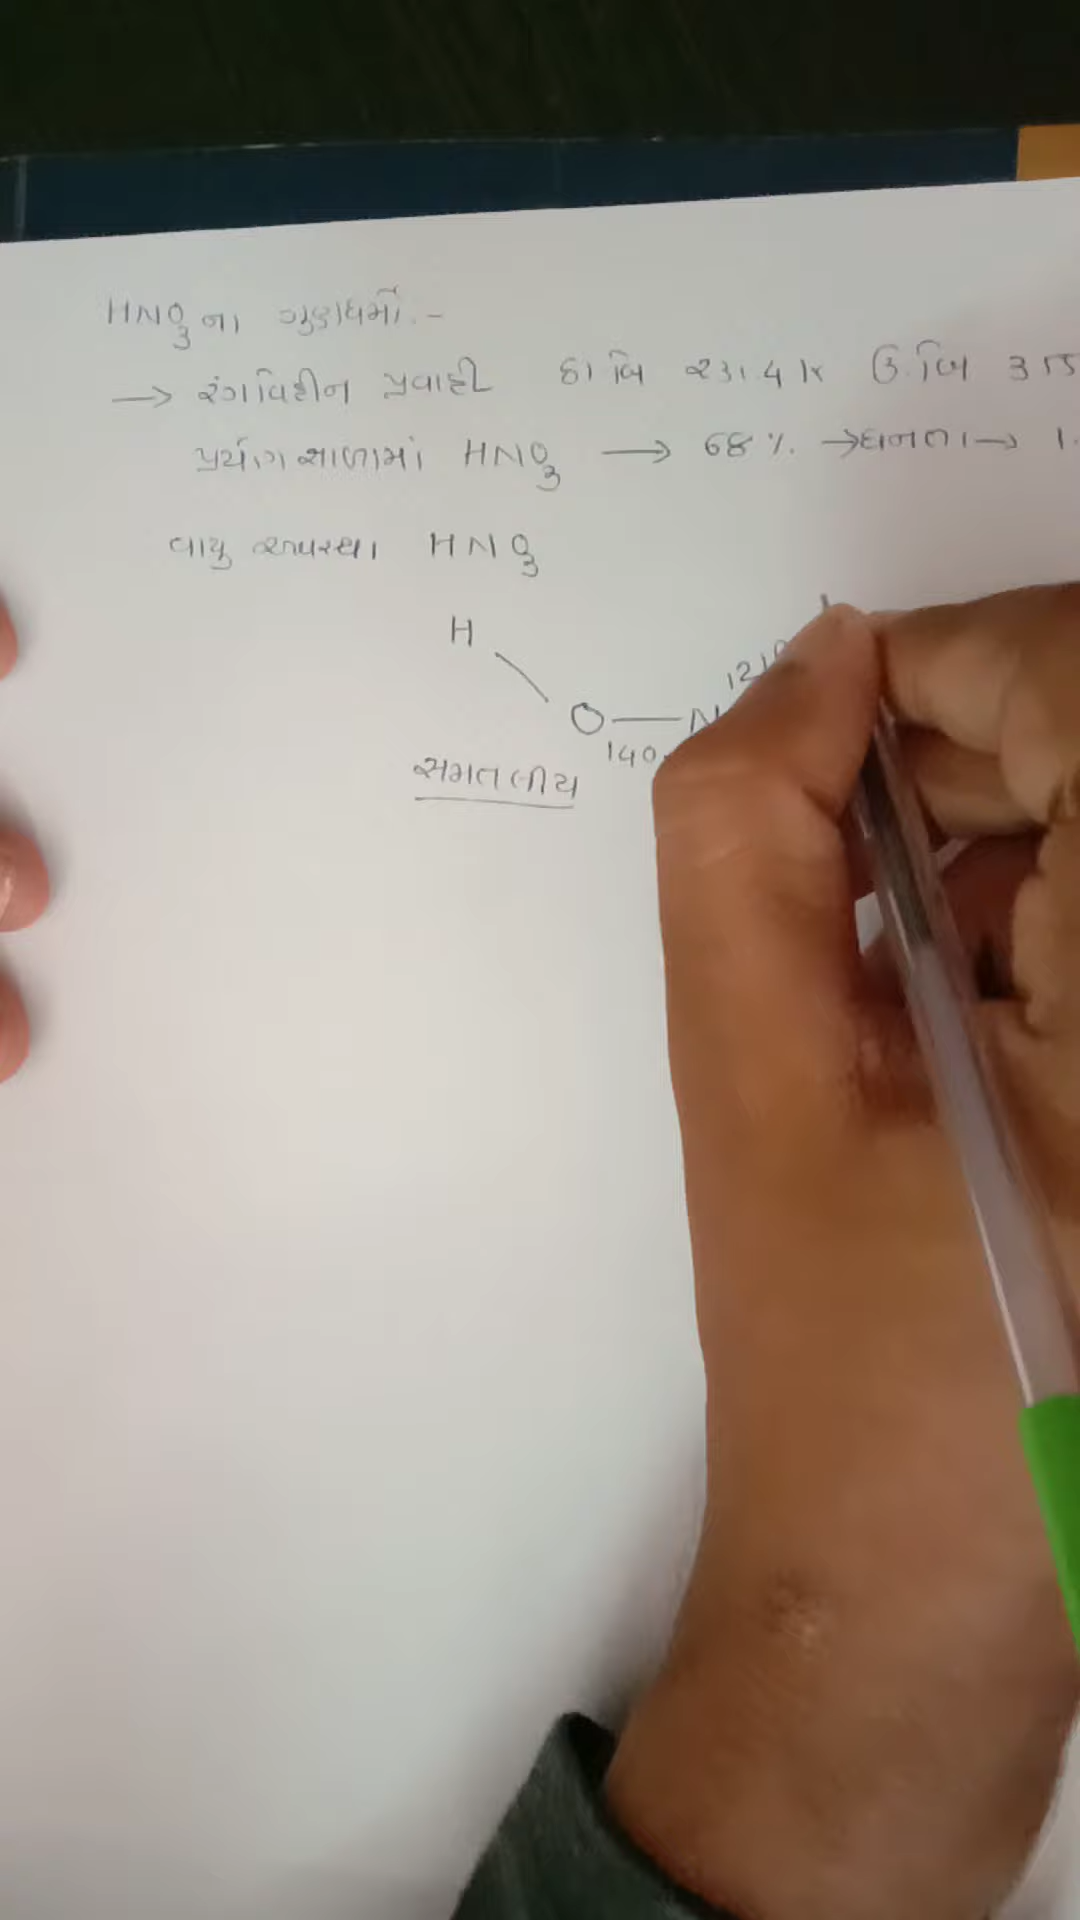 HNO3 ના ગુણધર્મો :-
→ રંગવિહીન પ્રવાહી ઠા બિ 231.4 K ઉ.બિ 355
પ્રયોગશાળામાં HNO3 → 68 % → ઘનતા → 1.
વાયુ અવસ્થા HNO3
H
121
O — N
140
સમતલીય